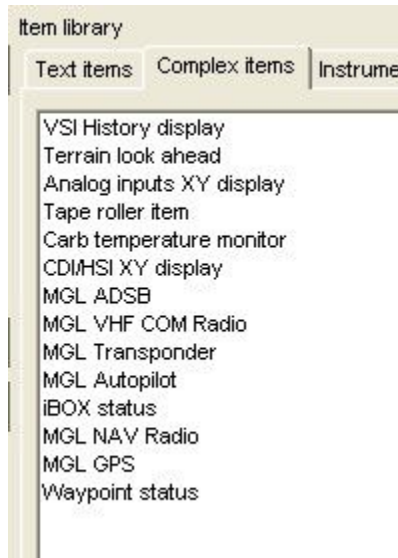 Item library
Text items Complex items Instrume
VSI History display
Terrain look ahead
Analog inputs XY display
Tape roller item
Carb temperature monitor
CDI/HSI XY display
MGL ADSB
MGL VHF COM Radio
MGL Transponder
MGL Autopilot
iBOX status
MGL NAV Radio
MGL GPS
Waypoint status